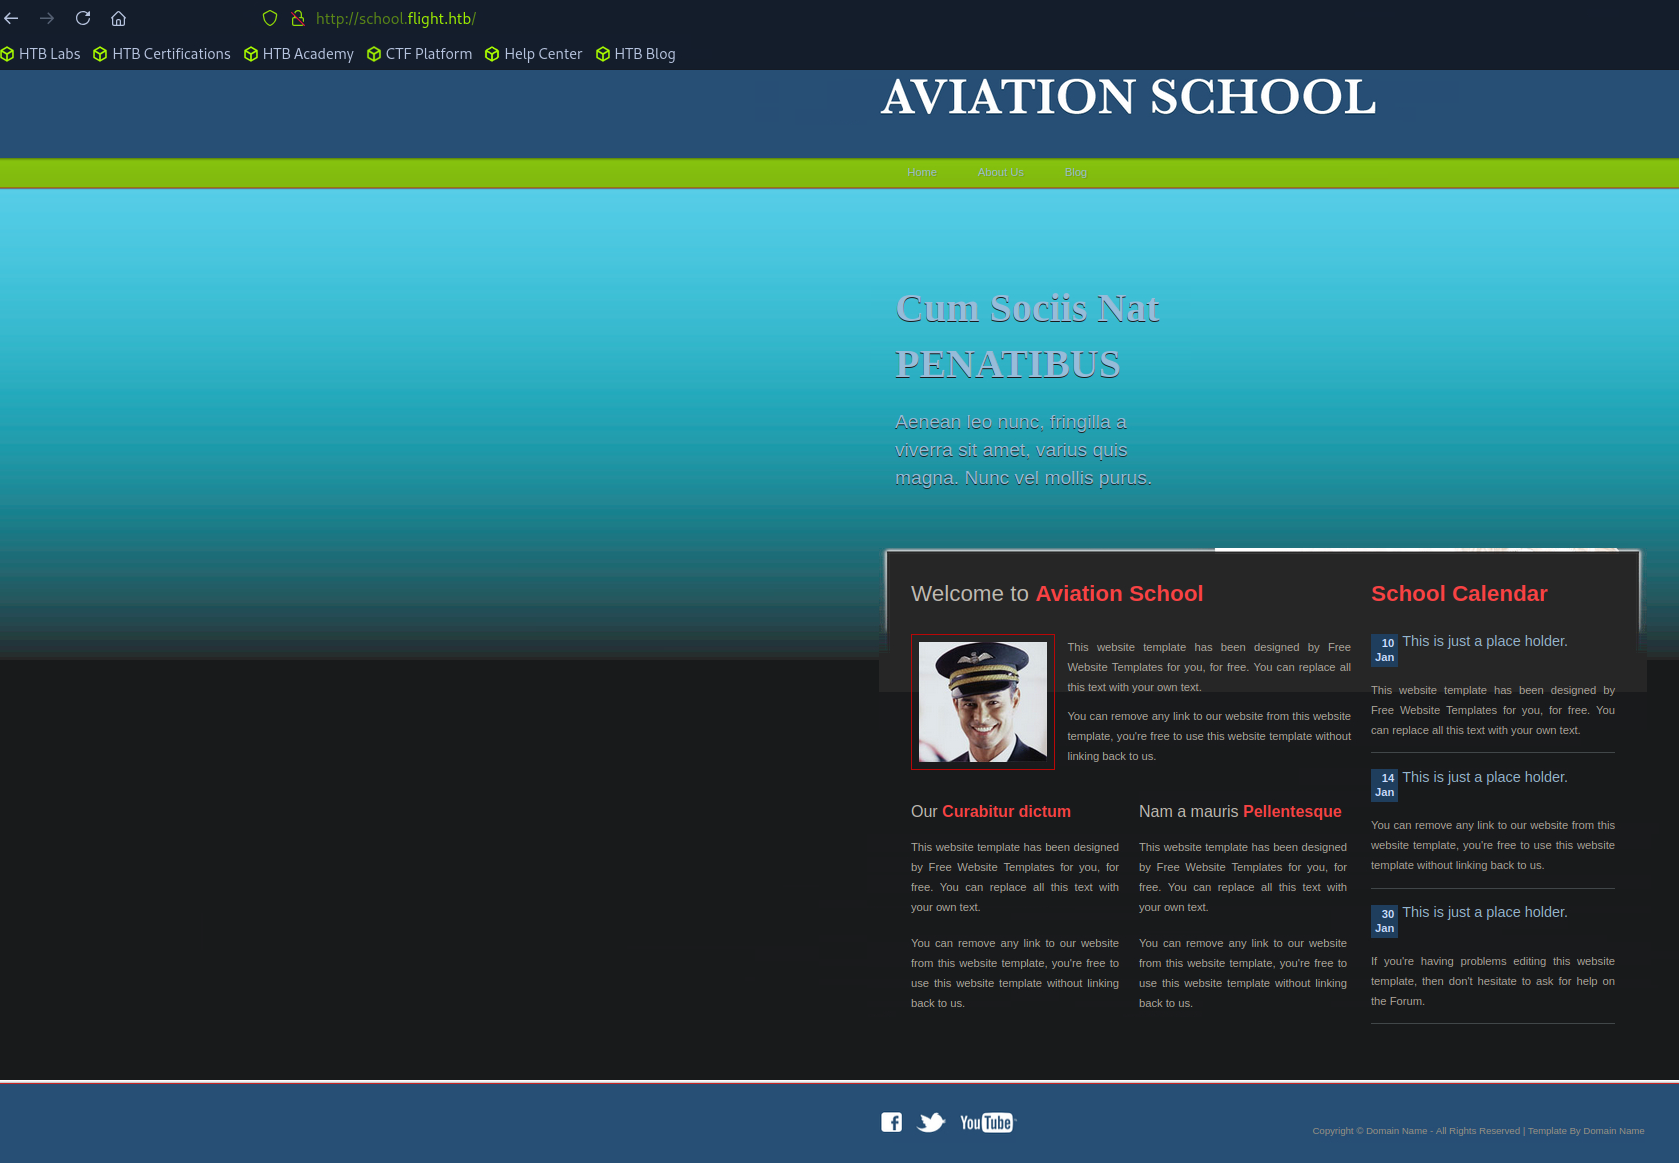 http://school.flight.htb/
HTB Labs HTB Certifications HTB Academy CTF Platform Help Center HTB Blog
AVIATION SCHOOL
Home About Us Blog
Cum Sociis Nat
PENATIBUS
Aenean leo nunc, fringilla a
viverra sit amet, varius quis
magna. Nunc vel mollis purus.
Welcome to Aviation School
This website template has been designed by Free
Website Templates for you, for free. You can replace all
this text with your own text.
You can remove any link to our website from this website
template, you're free to use this website template without
linking back to us.
Our Curabitur dictum
This website template has been designed
by Free Website Templates for you, for
free. You can replace all this text with
your own text.
You can remove any link to our website
from this website template, you're free to
use this website template without linking
back to us.
Nam a mauris Pellentesque
This website template has been designed
by Free Website Templates for you, for
free. You can replace all this text with
your own text.
You can remove any link to our website
from this website template, you're free to
use this website template without linking
back to us.
School Calendar
10
Jan
This is just a place holder.
This website template has been designed by
Free Website Templates for you, for free. You
can replace all this text with your own text.
14
Jan
This is just a place holder.
You can remove any link to our website from this
website template, you're free to use this website
template without linking back to us.
30
Jan
This is just a place holder.
If you're having problems editing this website
template, then don't hesitate to ask for help on
the Forum.
You Tube
Copyright © Domain Name - All Rights Reserved | Template By Domain Name